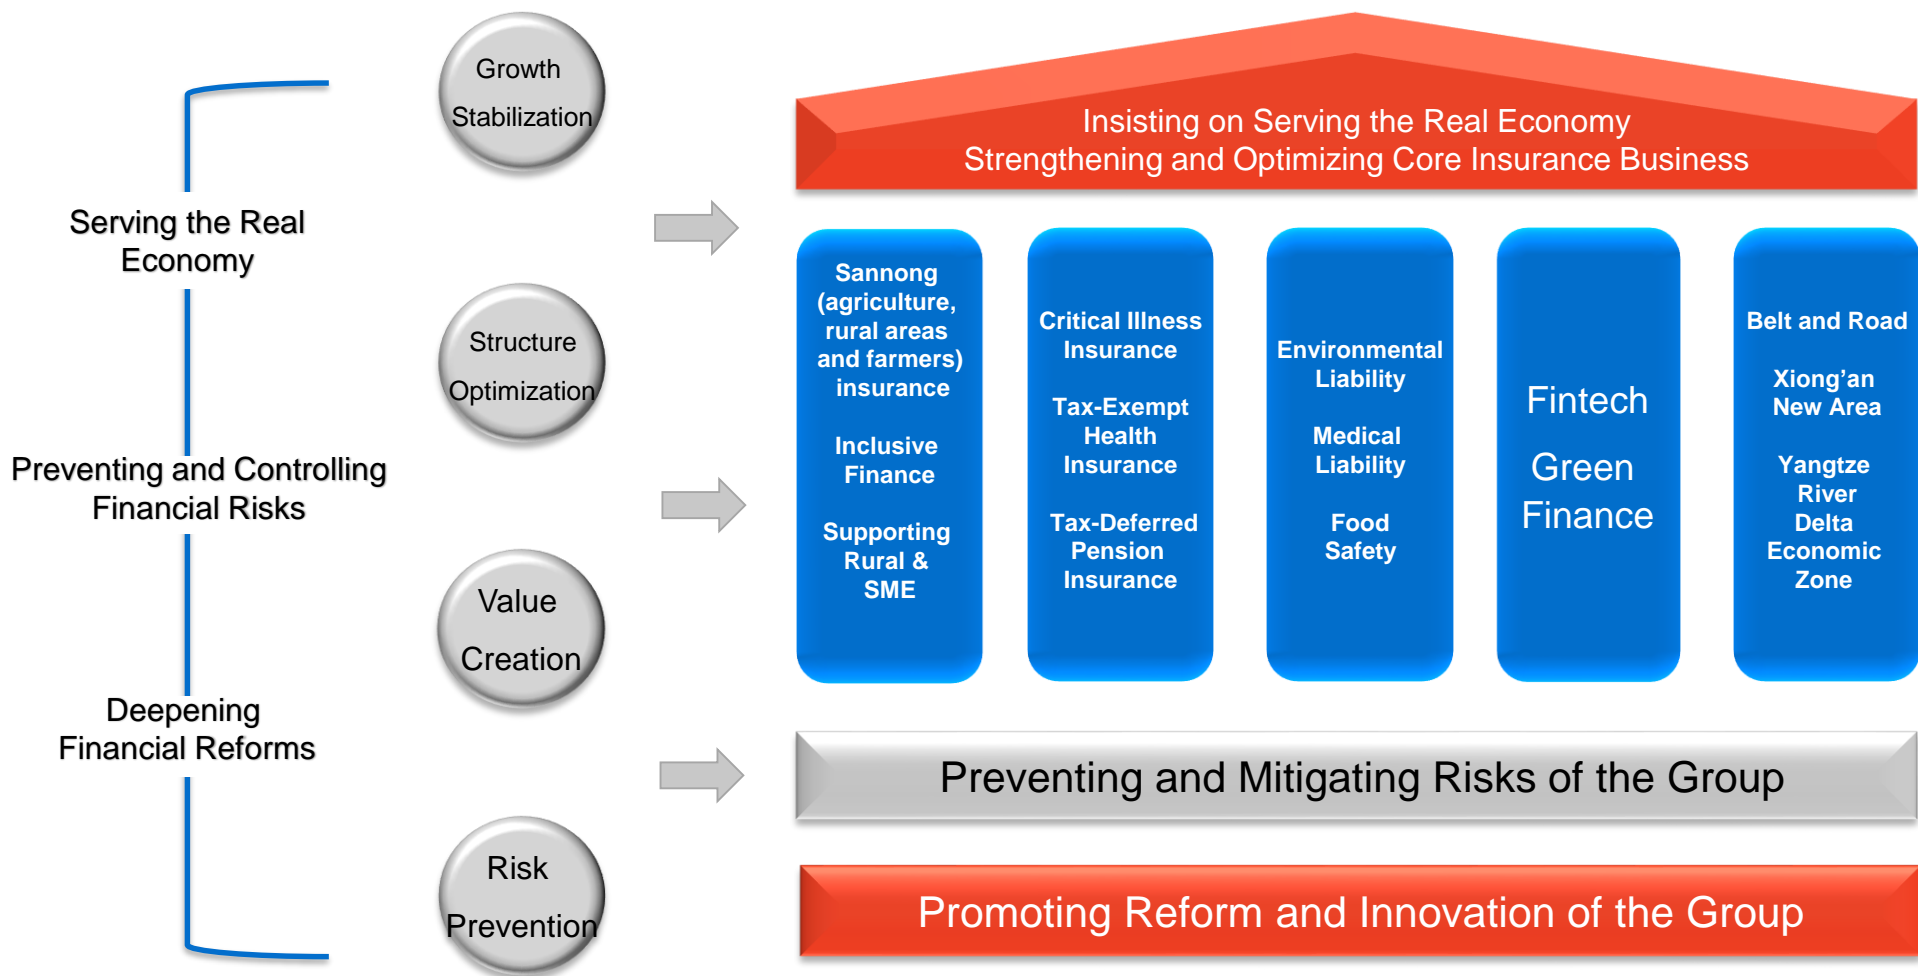 Serving the Real
Economy
Preventing and Controlling
Financial Risks
Deepening
Financial Reforms
Growth
Stabilization
Structure
Optimization
Value
Creation
Risk
Prevention
Insisting on Serving the Real Economy
Strengthening and Optimizing Core Insurance Business
Sannong
(agriculture,
rural areas
and farmers)
insurance
Inclusive
Finance
Supporting
Rural &
SME
Critical Illness
Insurance
Tax-Exempt
Health
Insurance
Tax-Deferred
Pension
Insurance
Environmental
Liability
Medical
Liability
Food
Safety
Fintech
Green
Finance
Belt and Road
Xiong’an
New Area
Yangtze
River
Delta
Economic
Zone
Preventing and Mitigating Risks of the Group
Promoting Reform and Innovation of the Group